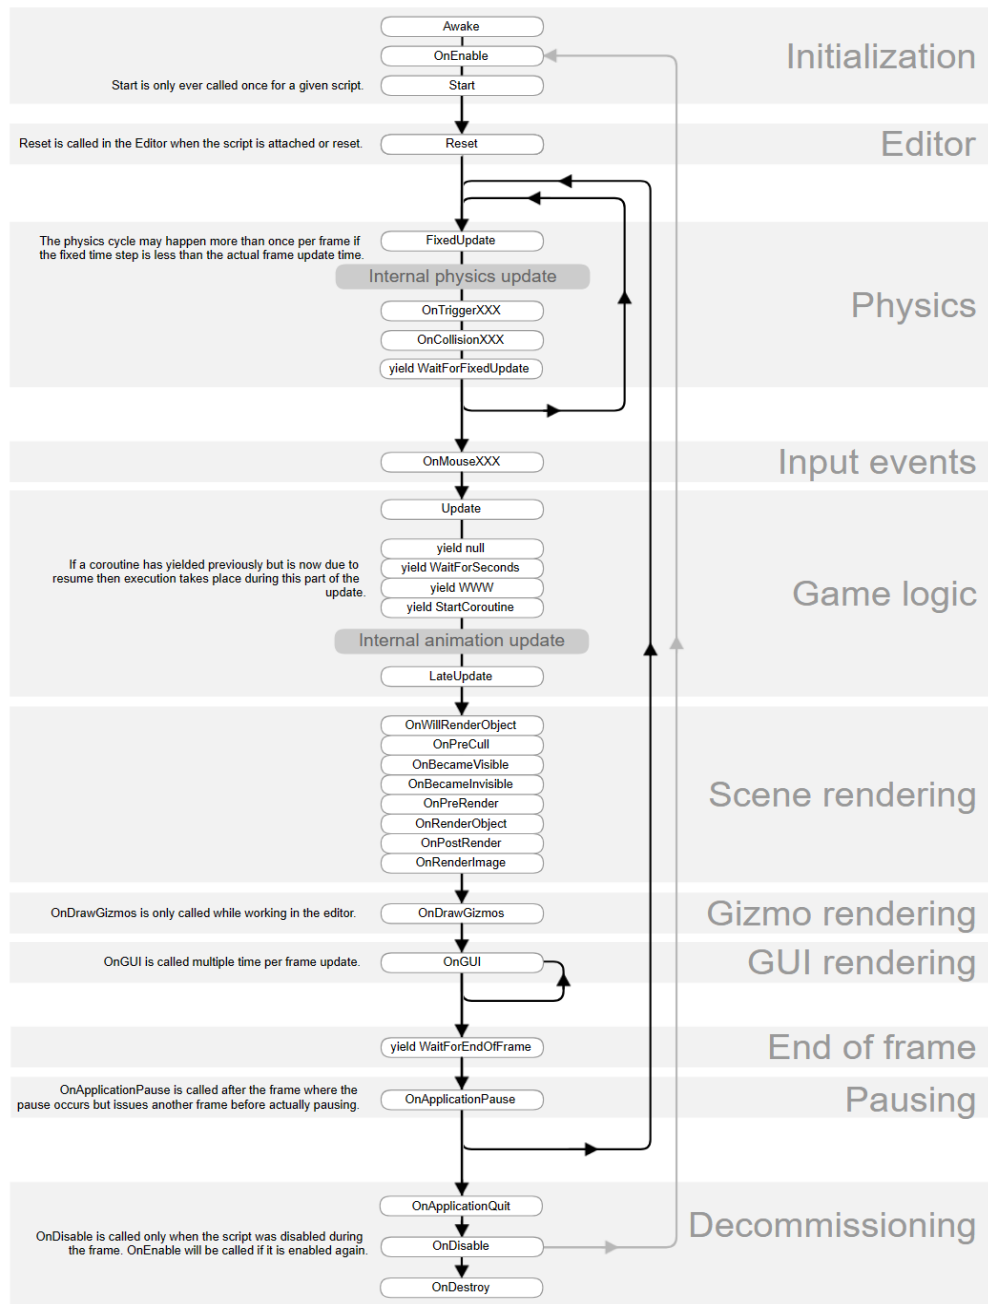 Awake
OnEnable
Initialization
Start is only ever called once for a given script.
Start
Reset is called in the Editor when the script is attached or reset.
Reset
Editor
The physics cycle may happen more than once per frame if
the fixed time step is less than the actual frame update time.
FixedUpdate
Internal physics update
OnTriggerXXX
Physics
OnCollisionXXX
yield WaitForFixedUpdate
OnMouseXXX
Input events
Update
yield null
If a coroutine has yielded previously but is now due to
resume then execution takes place during this part of the
update.
yield WaitForSeconds
yield WWW
yield StartCoroutine
Game logic
Internal animation update
LateUpdate
OnWillRenderObject
OnPreCull
OnBecameVisible
OnBecameInvisible
OnPreRender
OnRenderObject
OnPostRender
OnRenderImage
Scene rendering
OnDrawGizmos is only called while working in the editor.
OnDrawGizmos
Gizmo rendering
OnGUI is called multiple time per frame update.
OnGUI
GUI rendering
yield WaitForEndOfFrame
End of frame
OnApplicationPause is called after the frame where the
pause occurs but issues another frame before actually pausing.
OnApplicationPause
Pausing
OnApplicationQuit
Decommissioning
OnDisable is called only when the script was disabled during
the frame. OnEnable will be called if it is enabled again.
OnDisable
OnDestroy